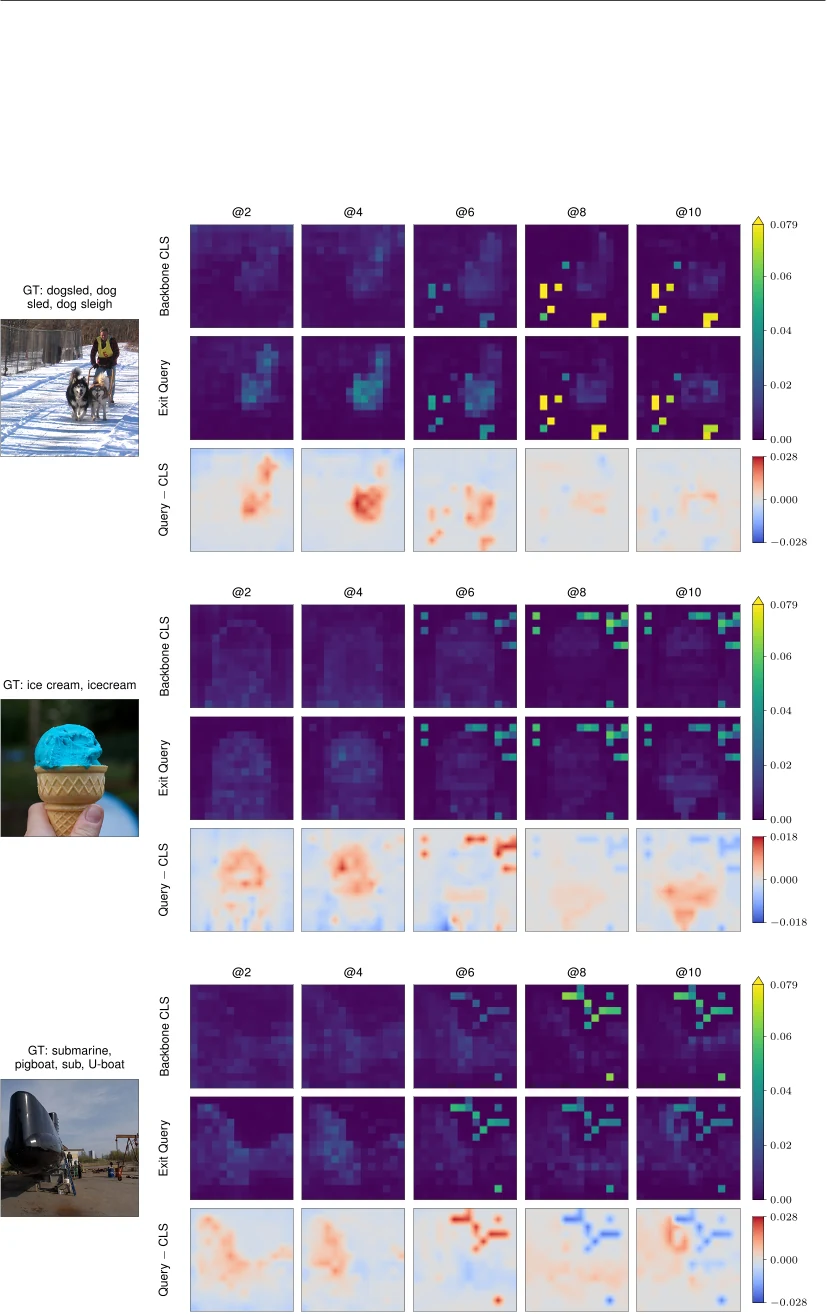 @2 @4 @6 @8 @10
Backbone CLS
Exit Query
Query − CLS
GT: dogsled, dog
sled, dog sleigh
0.079
0.06
0.04
0.02
0.00
0.028
0.000
−0.028
@2 @4 @6 @8 @10
Backbone CLS
Exit Query
Query − CLS
GT: ice cream, icecream
0.079
0.06
0.04
0.02
0.00
0.018
0.000
−0.018
@2 @4 @6 @8 @10
Backbone CLS
Exit Query
Query − CLS
GT: submarine,
pigboat, sub, U-boat
0.079
0.06
0.04
0.02
0.00
0.028
0.000
−0.028